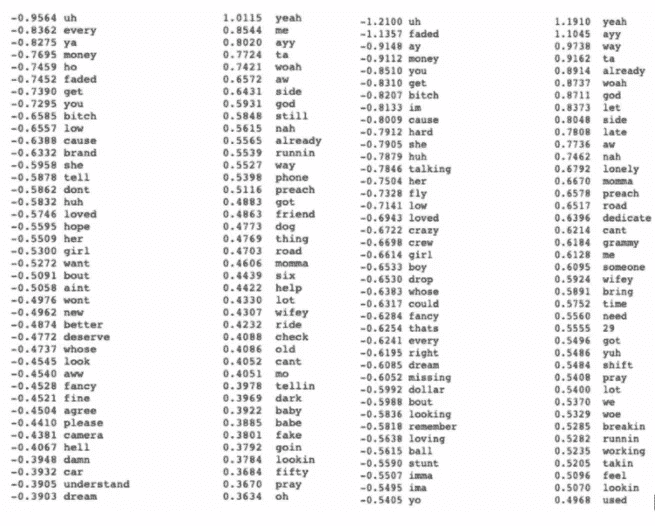 -0.9564 uh 1.0115 yeah
-0.8362 every 0.8544 me
-0.8275 ya 0.8020 ayy
-0.7695 money 0.7724 ta
-0.7459 ho 0.7421 woah
-0.7452 faded 0.6572 aw
-0.7390 get 0.6431 side
-0.7295 you 0.5931 god
-0.6585 bitch 0.5848 still
-0.6557 low 0.5615 nah
-0.6388 cause 0.5565 already
-0.6332 brand 0.5539 runnin
-0.5958 she 0.5527 way
-0.5878 tell 0.5398 phone
-0.5862 dont 0.5116 preach
-0.5832 huh 0.4883 got
-0.5746 loved 0.4863 friend
-0.5595 hope 0.4773 dog
-0.5509 her 0.4769 thing
-0.5300 girl 0.4703 road
-0.5272 want 0.4606 momma
-0.5091 bout 0.4439 six
-0.5058 aint 0.4422 help
-0.4976 wont 0.4330 lot
-0.4962 new 0.4307 wifey
-0.4874 better 0.4232 ride
-0.4772 deserve 0.4088 check
-0.4737 whose 0.4086 old
-0.4545 look 0.4052 cant
-0.4540 aww 0.4051 mo
-0.4528 fancy 0.3978 tellin
-0.4521 fine 0.3969 dark
-0.4504 agree 0.3922 baby
-0.4410 please 0.3885 babe
-0.4381 camera 0.3801 fake
-0.4067 hell 0.3792 goin
-0.3948 damn 0.3784 lookin
-0.3932 car 0.3684 fifty
-0.3905 understand 0.3670 pray
-0.3903 dream 0.3634 oh
-1.2100 uh 1.1910 yeah
-1.1357 faded 1.1045 ayy
-0.9148 ay 0.9738 way
-0.9112 money 0.9162 ta
-0.8510 you 0.8914 already
-0.8310 get 0.8737 woah
-0.8207 bitch 0.8711 god
-0.8133 im 0.8373 let
-0.8009 cause 0.8048 side
-0.7912 hard 0.7808 late
-0.7905 she 0.7736 aw
-0.7879 huh 0.7462 nah
-0.7846 talking 0.6792 lonely
-0.7504 her 0.6670 momma
-0.7328 fly 0.6578 preach
-0.7141 low 0.6517 road
-0.6943 loved 0.6396 dedicate
-0.6722 crazy 0.6214 cant
-0.6698 crew 0.6184 grammy
-0.6614 girl 0.6128 me
-0.6533 boy 0.6095 someone
-0.6530 drop 0.5924 wifey
-0.6383 whose 0.5891 bring
-0.6317 could 0.5752 time
-0.6284 fancy 0.5560 need
-0.6254 thats 0.5555 29
-0.6241 every 0.5496 got
-0.6195 right 0.5486 yuh
-0.6085 dream 0.5484 shift
-0.6052 missing 0.5408 pray
-0.5992 dollar 0.5400 lot
-0.5988 bout 0.5370 we
-0.5836 looking 0.5329 woe
-0.5818 remember 0.5285 breakin
-0.5638 loving 0.5282 runnin
-0.5615 ball 0.5235 working
-0.5590 stunt 0.5205 takin
-0.5507 imma 0.5096 feel
-0.5495 ima 0.5070 lookin
-0.5405 yo 0.4968 used